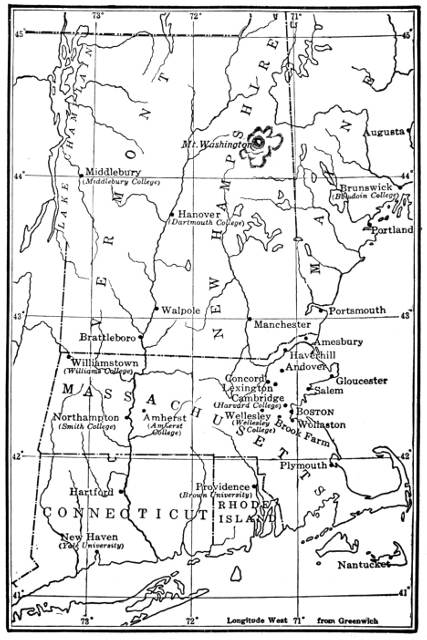 73° 72° 71°
45° 45°
LAKE CHAMPLAIN
VERMONT
NEW HAMPSHIRE
MAINE
Mt. Washington
Augusta
44° 44°
Middlebury
(Middlebury College)
Brunswick
(Bowdoin College)
Hanover
(Dartmouth College)
Portland
Walpole
Portsmouth
43° 43°
Manchester
Brattleboro
Amesbury
Haverhill
Williamstown
(Williams College)
Andover
Gloucester
Concord
Lexington
Salem
MASSACHUSETTS
Cambridge
(Harvard College)
Northampton
(Smith College)
Amherst
(Amherst
College)
Wellesley
(Wellesley
College)
BOSTON
Wollaston
Brook Farm
42° 42°
Plymouth
Hartford
Providence
(Brown University)
CONNECTICUT
RHODE
ISLAND
New Haven
(Yale University)
Nantucket
41° 41°
73° 72° Longitude West 71° from Greenwich